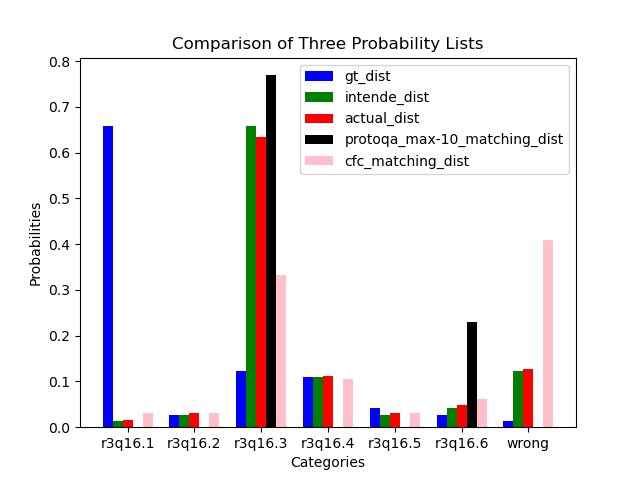 Comparison of Three Probability Lists
gt_dist
intende_dist
actual_dist
protoqa_max-10_matching_dist
cfc_matching_dist
Probabilities
0.8
0.7
0.6
0.5
0.4
0.3
0.2
0.1
0.0
r3q16.1 r3q16.2 r3q16.3 r3q16.4 r3q16.5 r3q16.6 wrong
Categories